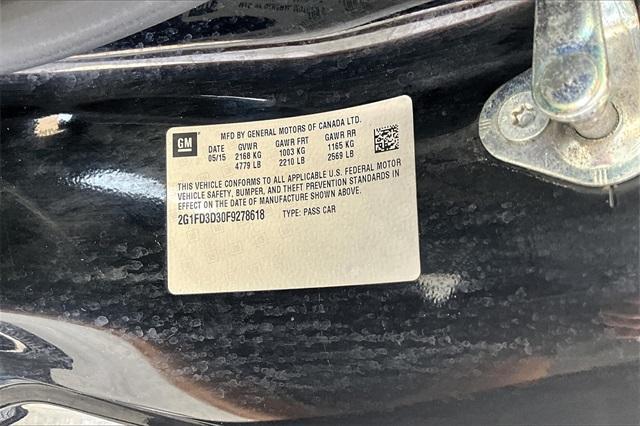 MFD BY GENERAL MOTORS OF CANADA LTD.
GM DATE GVWR GAWR FRT GAWR RR
05/15 2168 KG 1003 KG 1165 KG
4779 LB 2210 LB 2569 LB
THIS VEHICLE CONFORMS TO ALL APPLICABLE U.S. FEDERAL MOTOR
VEHICLE SAFETY, BUMPER, AND THEFT PREVENTION STANDARDS IN
EFFECT ON THE DATE OF MANUFACTURE SHOWN ABOVE.
2G1FD3D30F9278618 TYPE: PASS CAR